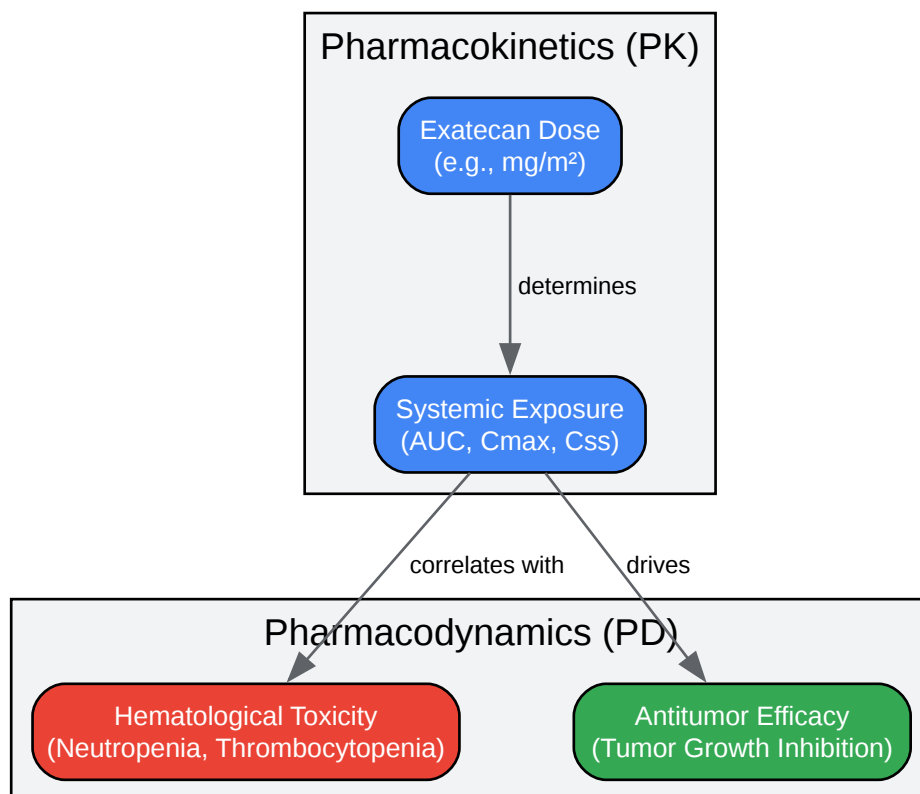 Pharmacokinetics (PK)
Exatecan Dose
(e.g., mg/m²)
determines
Systemic Exposure
(AUC, Cmax, Css)
correlates with
drives
Pharmacodynamics (PD)
Hematological Toxicity
(Neutropenia, Thrombocytopenia)
Antitumor Efficacy
(Tumor Growth Inhibition)